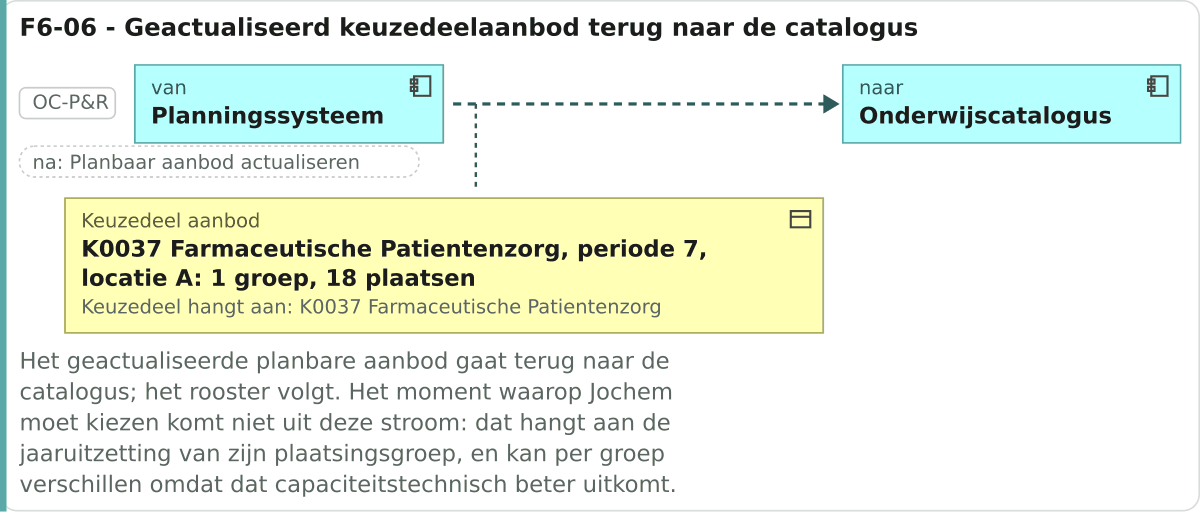 F6-06 - Geactualiseerd keuzedeelaanbod terug naar de catalogus
OC-P&R
van
Planningssysteem
naar
Onderwijscatalogus
na: Planbaar aanbod actualiseren
Keuzedeel aanbod
K0037 Farmaceutische Patientenzorg, periode 7,
locatie A: 1 groep, 18 plaatsen
Keuzedeel hangt aan: K0037 Farmaceutische Patientenzorg
Het geactualiseerde planbare aanbod gaat terug naar de
catalogus; het rooster volgt. Het moment waarop Jochem
moet kiezen komt niet uit deze stroom: dat hangt aan de
jaaruitzetting van zijn plaatsingsgroep, en kan per groep
verschillen omdat dat capaciteitstechnisch beter uitkomt.